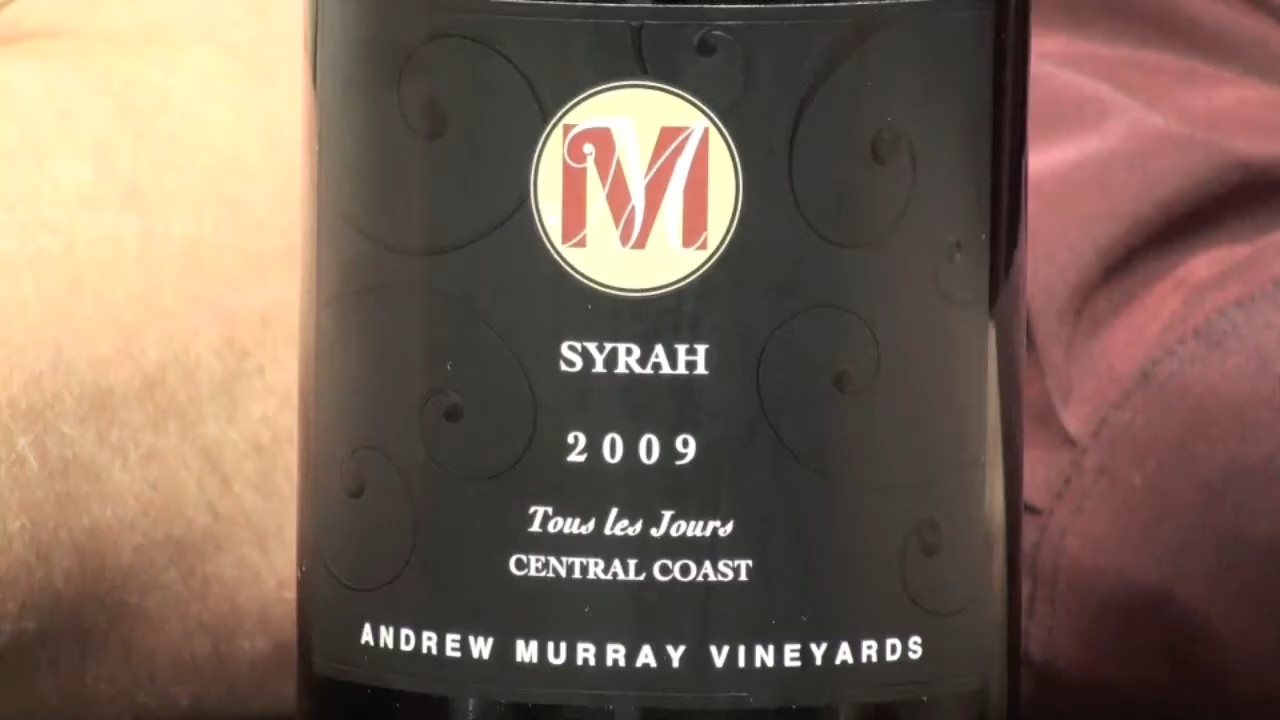 M
SYRAH
2009
Tous les Jours
CENTRAL COAST
ANDREW MURRAY VINEYARDS